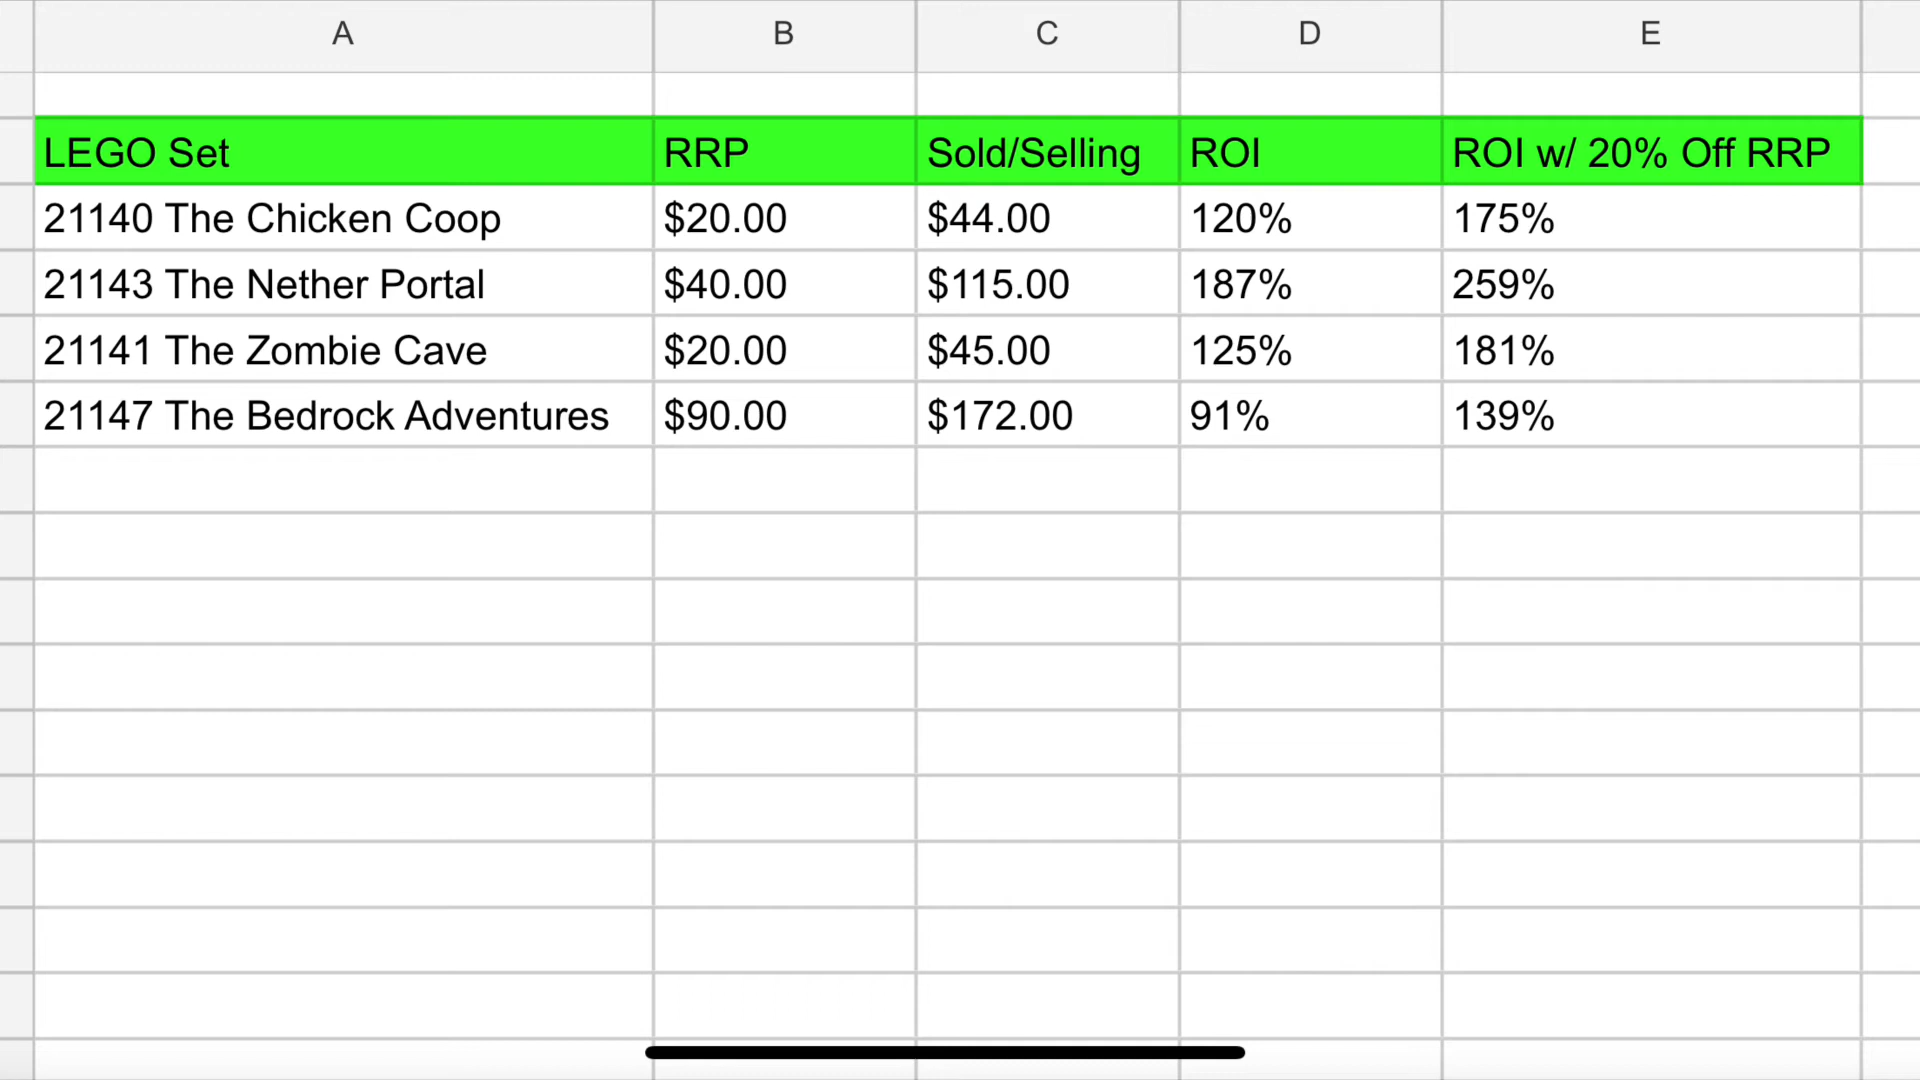 A B C D E
LEGO Set RRP Sold/Selling ROI ROI w/ 20% Off RRP
21140 The Chicken Coop $20.00 $44.00 120% 175%
21143 The Nether Portal $40.00 $115.00 187% 259%
21141 The Zombie Cave $20.00 $45.00 125% 181%
21147 The Bedrock Adventures $90.00 $172.00 91% 139%